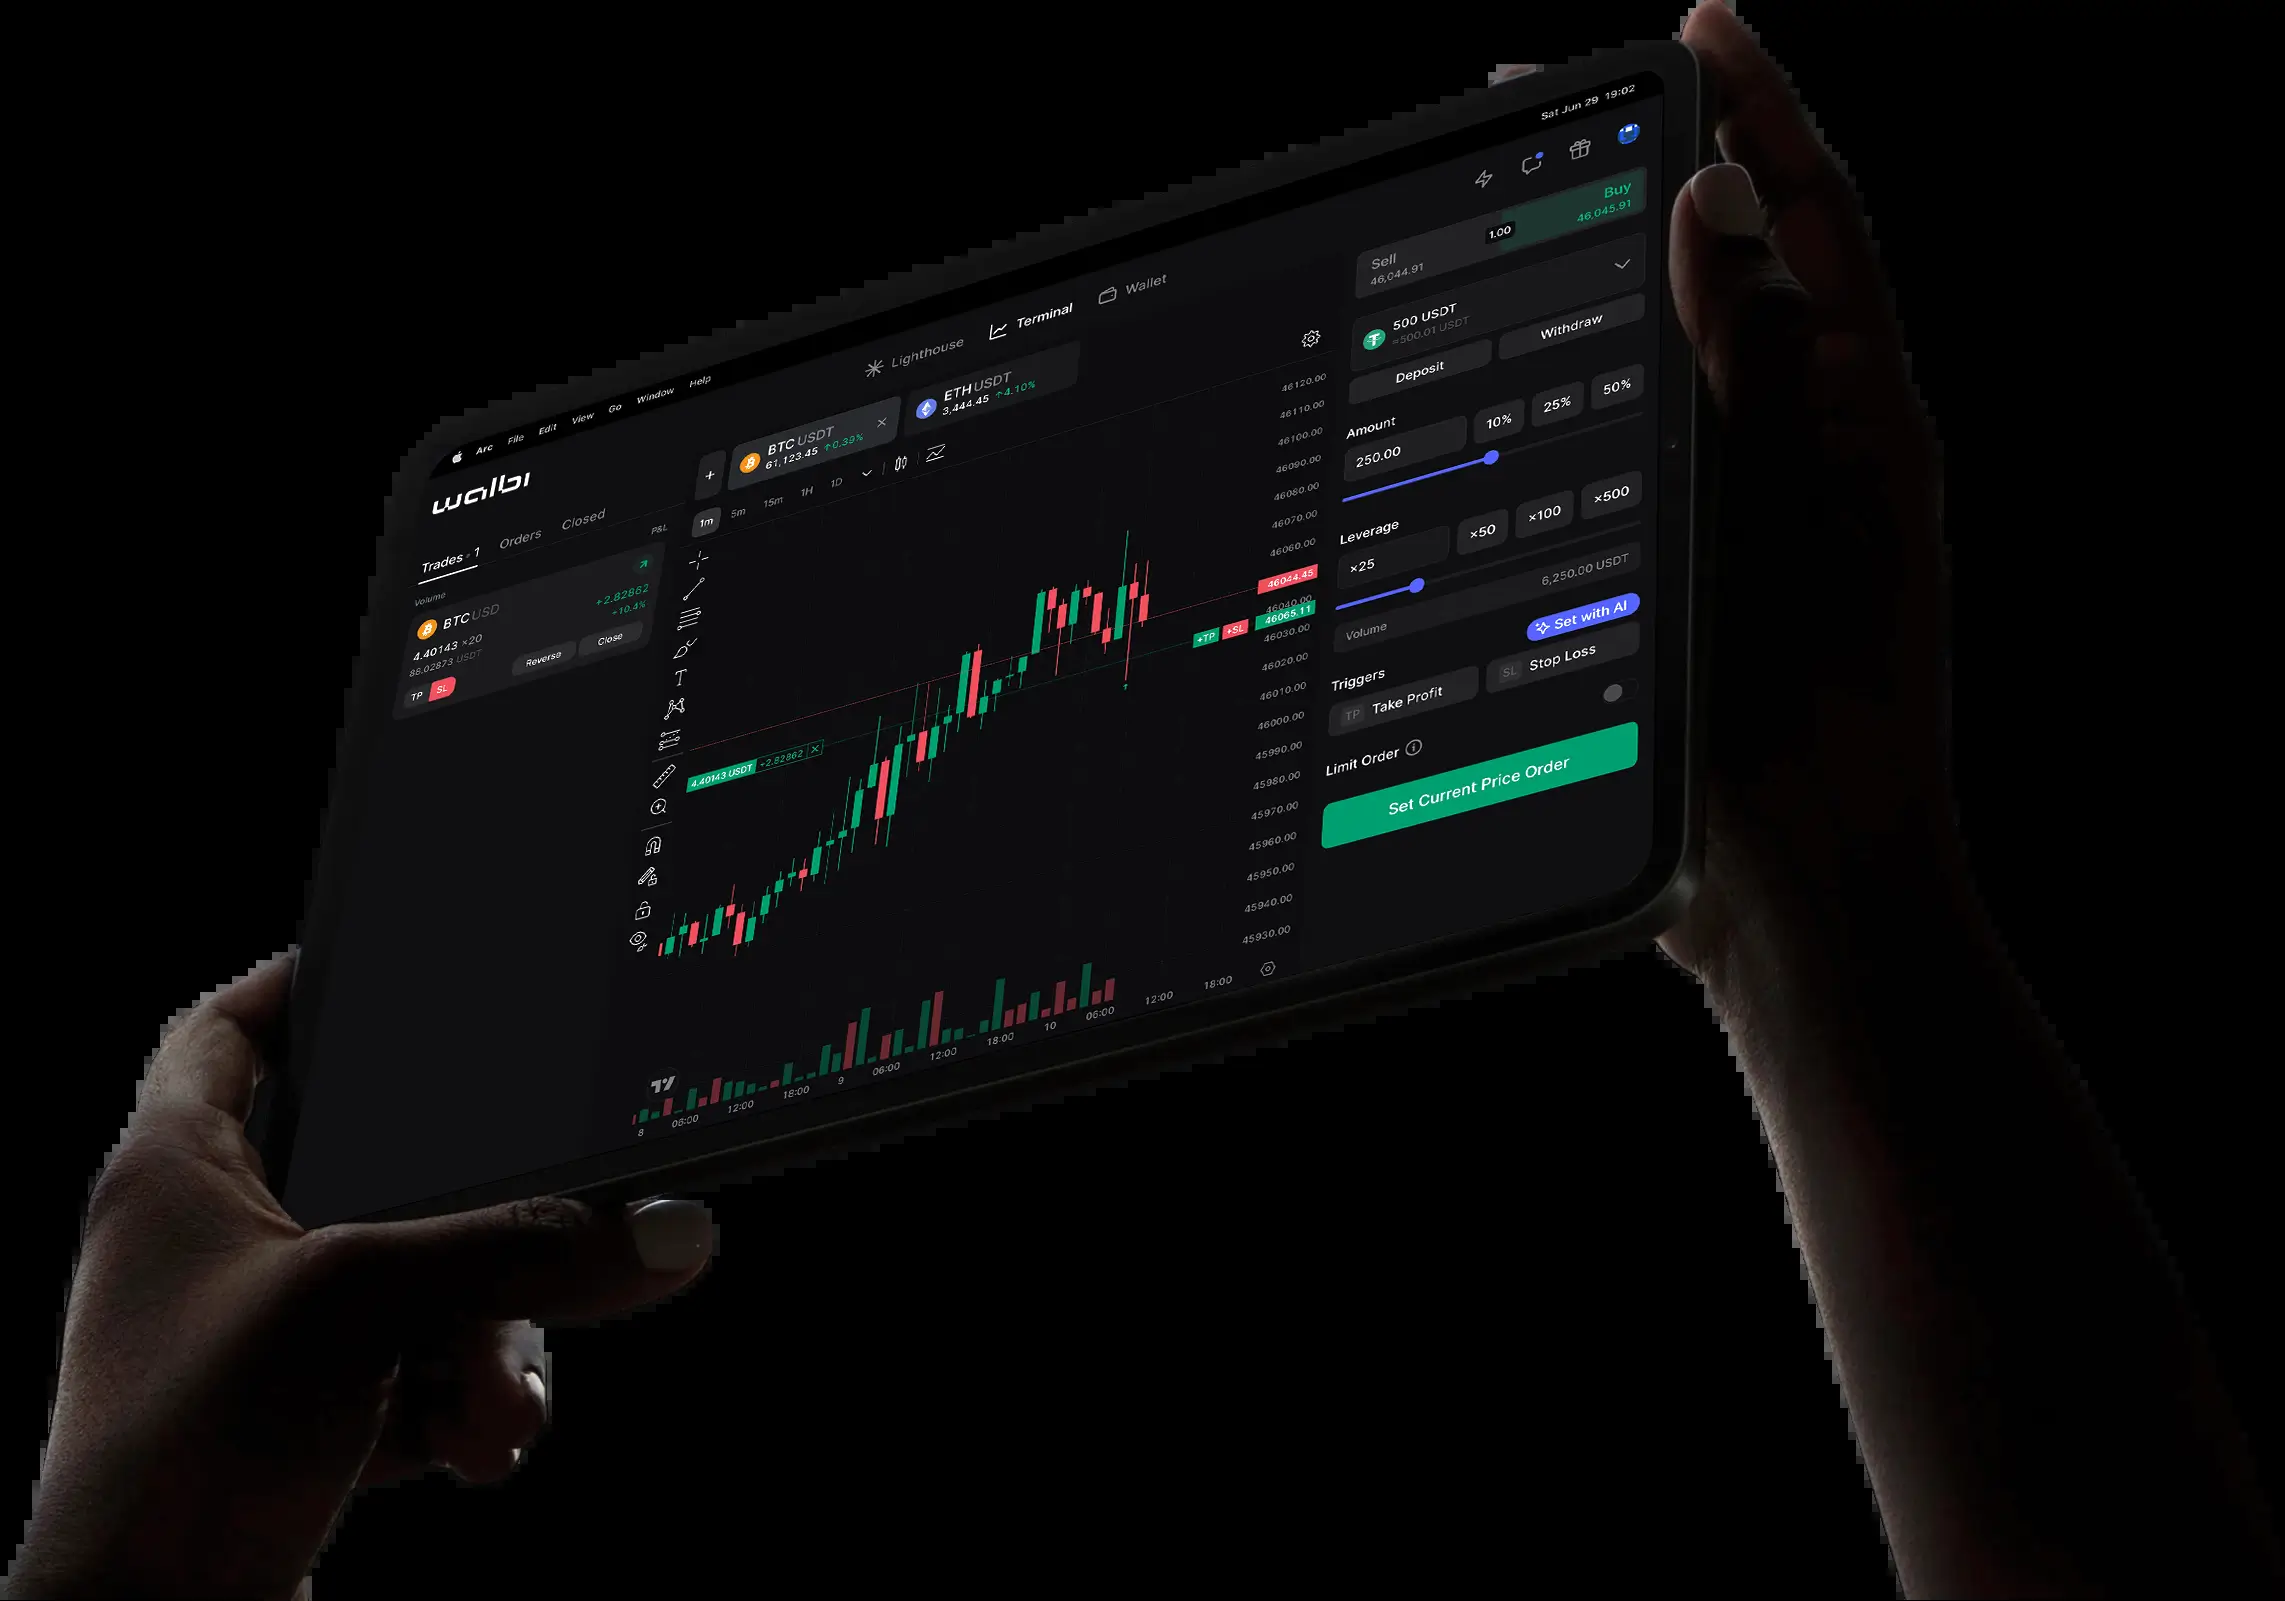 Arc File Edit View Go Window Help
Sat Jun 29 19:02
walbi
Lighthouse
Terminal
Wallet
Trades • 1
Orders
Closed
Volume
P&L
BTC USD
+2.82862
+10.4%
4.40143 ×20
88.02873 USDT
Reverse
Close
TP
SL
+
BTC USDT
61,123.45 ↑0.39%
ETH USDT
3,444.45 ↑4.10%
1m
5m
15m
1H
1D
T
4.40143 USDT +2.82862
46120.00
46110.00
46100.00
46090.00
46080.00
46070.00
46060.00
46044.45
46040.00
+TP
+SL
46065.11
46030.00
46020.00
46010.00
46000.00
45990.00
45980.00
45970.00
45960.00
45950.00
45940.00
45930.00
8
06:00
12:00
18:00
9
06:00
12:00
18:00
10
06:00
12:00
18:00
Sell
46,044.91
1.00
Buy
46,045.91
500 USDT
≈500.01 USDT
Deposit
Withdraw
Amount
250.00
10%
25%
50%
Leverage
×25
×50
×100
×500
Volume
6,250.00 USDT
Triggers
Set with AI
TP Take Profit
SL Stop Loss
Limit Order
Set Current Price Order